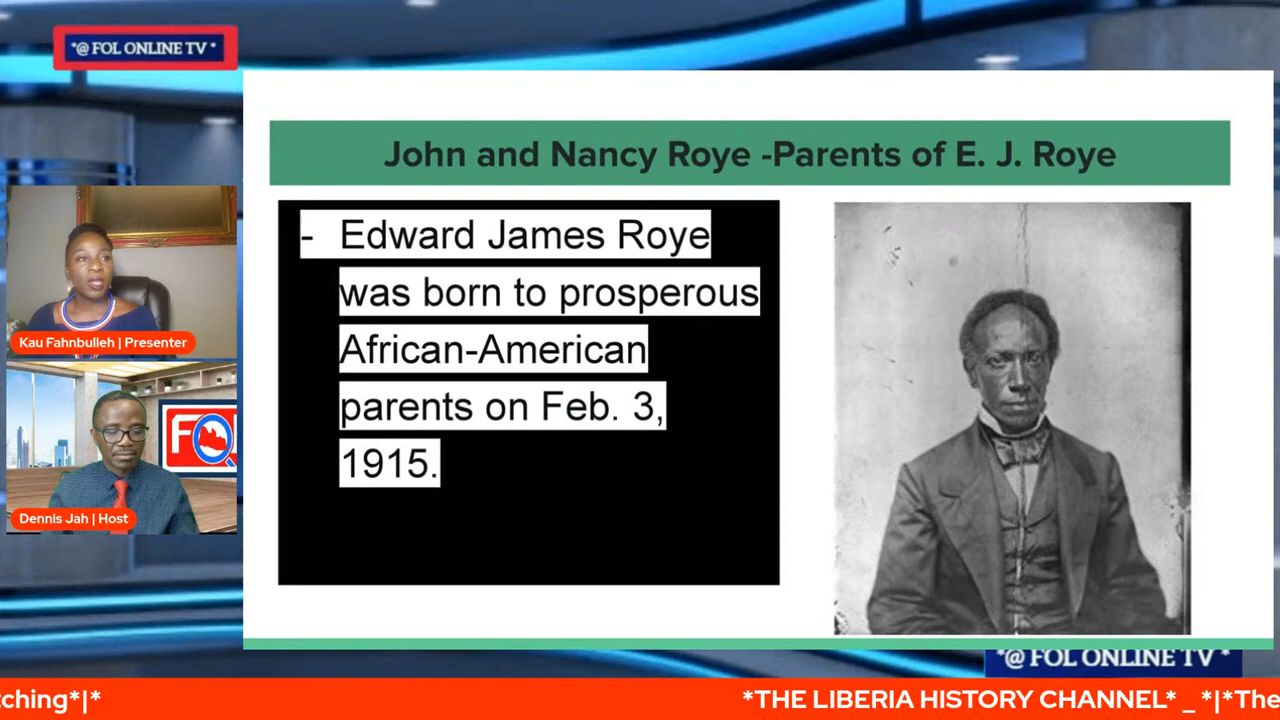 *@ FOL ONLINE TV *
John and Nancy Roye -Parents of E. J. Roye
- Edward James Roye
was born to prosperous
African-American
parents on Feb. 3,
1915.
Kau Fahnbulleh | Presenter
FOL
Dennis Jah | Host
*@ FOL ONLINE TV *
tching*|* *THE LIBERIA HISTORY CHANNEL* _ *|*The